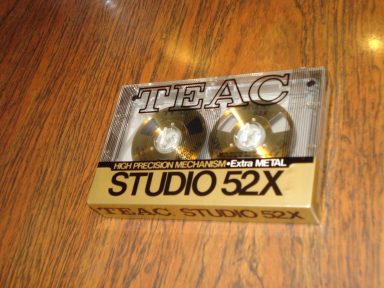 TEAC
HIGH PRECISION MECHANISM•Extra METAL
STUDIO 52X
TEAC STUDIO 52X